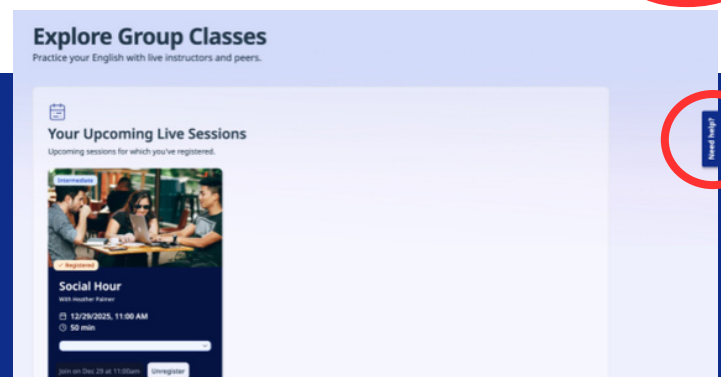 Explore Group Classes
Practice your English with live instructors and peers.
Need help?
Your Upcoming Live Sessions
Upcoming sessions for which you've registered.
Intermediate
✓ Registered
Social Hour
With Heather Palmer
12/29/2025, 11:00 AM
50 min
Join on Dec 29 at 11:00am
Unregister